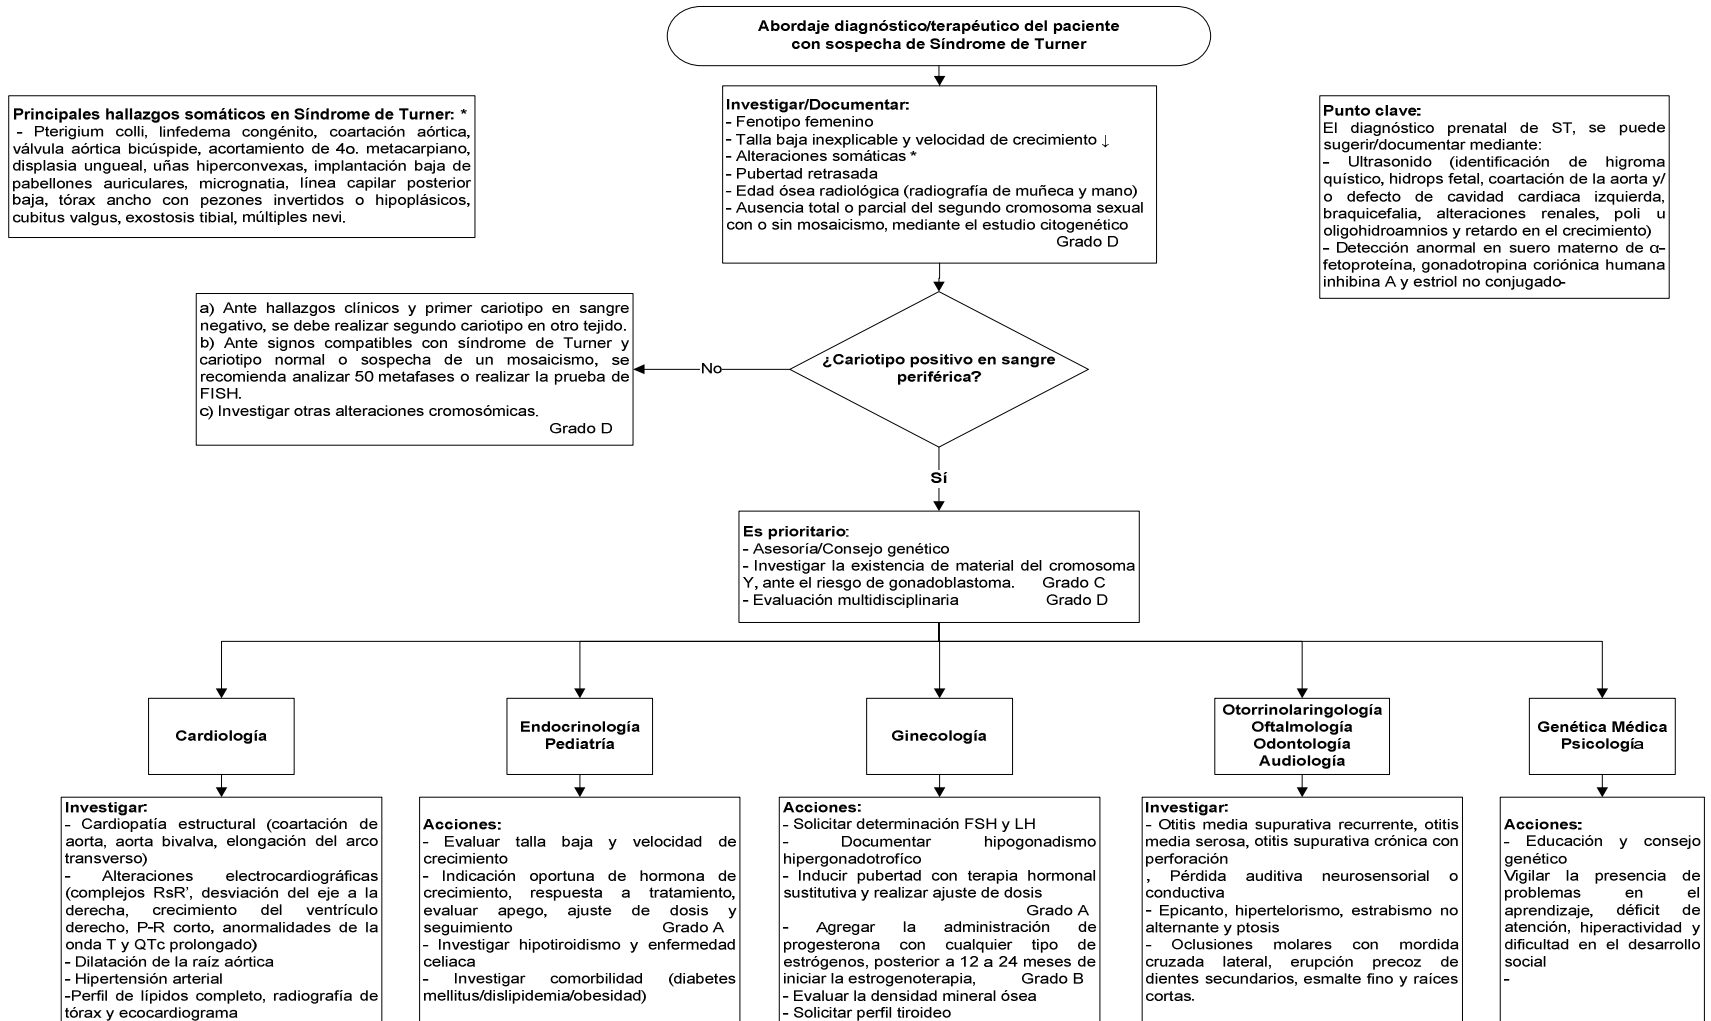 Abordaje diagnóstico/terapéutico del paciente
con sospecha de Síndrome de Turner
Principales hallazgos somáticos en Síndrome de Turner: *
- Pterigium colli, linfedema congénito, coartación aórtica,
válvula aórtica bicúspide, acortamiento de 4o. metacarpiano,
displasia ungueal, uñas hiperconvexas, implantación baja de
pabellones auriculares, micrognatia, línea capilar posterior
baja, tórax ancho con pezones invertidos o hipoplásicos,
cubitus valgus, exostosis tibial, múltiples nevi.
Investigar/Documentar:
- Fenotipo femenino
- Talla baja inexplicable y velocidad de crecimiento ↓
- Alteraciones somáticas *
- Pubertad retrasada
- Edad ósea radiológica (radiografía de muñeca y mano)
- Ausencia total o parcial del segundo cromosoma sexual
con o sin mosaicismo, mediante el estudio citogenético
Grado D
Punto clave:
El diagnóstico prenatal de ST, se puede
sugerir/documentar mediante:
- Ultrasonido (identificación de higroma
quístico, hidrops fetal, coartación de la aorta y/
o defecto de cavidad cardiaca izquierda,
braquicefalia, alteraciones renales, poli u
oligohidroamnios y retardo en el crecimiento)
- Detección anormal en suero materno de α-
fetoproteína, gonadotropina coriónica humana
inhibina A y estriol no conjugado-
a) Ante hallazgos clínicos y primer cariotipo en sangre
negativo, se debe realizar segundo cariotipo en otro tejido.
b) Ante signos compatibles con síndrome de Turner y
cariotipo normal o sospecha de un mosaicismo, se
recomienda analizar 50 metafases o realizar la prueba de
FISH.
c) Investigar otras alteraciones cromosómicas.
Grado D
No
¿Cariotipo positivo en sangre
periférica?
Sí
Es prioritario:
- Asesoría/Consejo genético
- Investigar la existencia de material del cromosoma
Y, ante el riesgo de gonadoblastoma. Grado C
- Evaluación multidisciplinaria Grado D
Cardiología
Investigar:
- Cardiopatía estructural (coartación de
aorta, aorta bivalva, elongación del arco
transverso)
- Alteraciones electrocardiográficas
(complejos RsR', desviación del eje a la
derecha, crecimiento del ventrículo
derecho, P-R corto, anormalidades de la
onda T y QTc prolongado)
- Dilatación de la raíz aórtica
- Hipertensión arterial
-Perfil de lípidos completo, radiografía de
tórax y ecocardiograma
Endocrinología
Pediatría
Acciones:
- Evaluar talla baja y velocidad de
crecimiento
- Indicación oportuna de hormona de
crecimiento, respuesta a tratamiento,
evaluar apego, ajuste de dosis y
seguimiento Grado A
- Investigar hipotiroidismo y enfermedad
celiaca
- Investigar comorbilidad (diabetes
mellitus/dislipidemia/obesidad)
Ginecología
Acciones:
- Solicitar determinación FSH y LH
- Documentar hipogonadismo
hipergonadotrofíco
- Inducir pubertad con terapia hormonal
sustitutiva y realizar ajuste de dosis
Grado A
- Agregar la administración de
progesterona con cualquier tipo de
estrógenos, posterior a 12 a 24 meses de
iniciar la estrogenoterapia, Grado B
- Evaluar la densidad mineral ósea
- Solicitar perfil tiroideo
Otorrinolaringología
Oftalmología
Odontología
Audiología
Investigar:
- Otitis media supurativa recurrente, otitis
media serosa, otitis supurativa crónica con
perforación
, Pérdida auditiva neurosensorial o
conductiva
- Epicanto, hipertelorismo, estrabismo no
alternante y ptosis
- Oclusiones molares con mordida
cruzada lateral, erupción precoz de
dientes secundarios, esmalte fino y raíces
cortas.
Genética Médica
Psicología
Acciones:
- Educación y consejo
genético
Vigilar la presencia de
problemas en el
aprendizaje, déficit de
atención, hiperactividad y
dificultad en el desarrollo
social
-